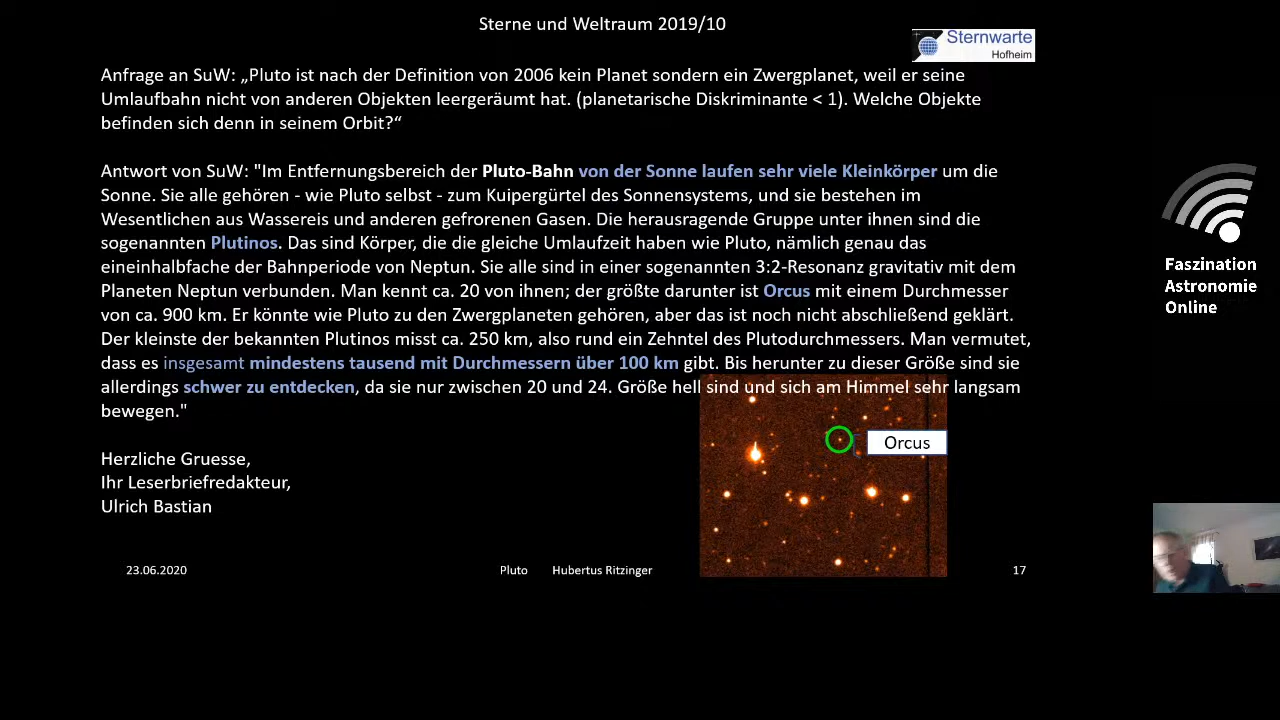 Sterne und Weltraum 2019/10
Sternwarte
Hofheim
Anfrage an SuW: „Pluto ist nach der Definition von 2006 kein Planet sondern ein Zwergplanet, weil er seine
Umlaufbahn nicht von anderen Objekten leergeräumt hat. (planetarische Diskriminante < 1). Welche Objekte
befinden sich denn in seinem Orbit?“
Antwort von SuW: "Im Entfernungsbereich der Pluto-Bahn von der Sonne laufen sehr viele Kleinkörper um die
Sonne. Sie alle gehören - wie Pluto selbst - zum Kuipergürtel des Sonnensystems, und sie bestehen im
Wesentlichen aus Wassereis und anderen gefrorenen Gasen. Die herausragende Gruppe unter ihnen sind die
sogenannten Plutinos. Das sind Körper, die die gleiche Umlaufzeit haben wie Pluto, nämlich genau das
eineinhalbfache der Bahnperiode von Neptun. Sie alle sind in einer sogenannten 3:2-Resonanz gravitativ mit dem
Planeten Neptun verbunden. Man kennt ca. 20 von ihnen; der größte darunter ist Orcus mit einem Durchmesser
von ca. 900 km. Er könnte wie Pluto zu den Zwergplaneten gehören, aber das ist noch nicht abschließend geklärt.
Der kleinste der bekannten Plutinos misst ca. 250 km, also rund ein Zehntel des Plutodurchmessers. Man vermutet,
dass es insgesamt mindestens tausend mit Durchmessern über 100 km gibt. Bis herunter zu dieser Größe sind sie
allerdings schwer zu entdecken, da sie nur zwischen 20 und 24. Größe hell sind und sich am Himmel sehr langsam
bewegen."
Orcus
Herzliche Gruesse,
Ihr Leserbriefredakteur,
Ulrich Bastian
23.06.2020
Pluto Hubertus Ritzinger
17
Faszination
Astronomie
Online